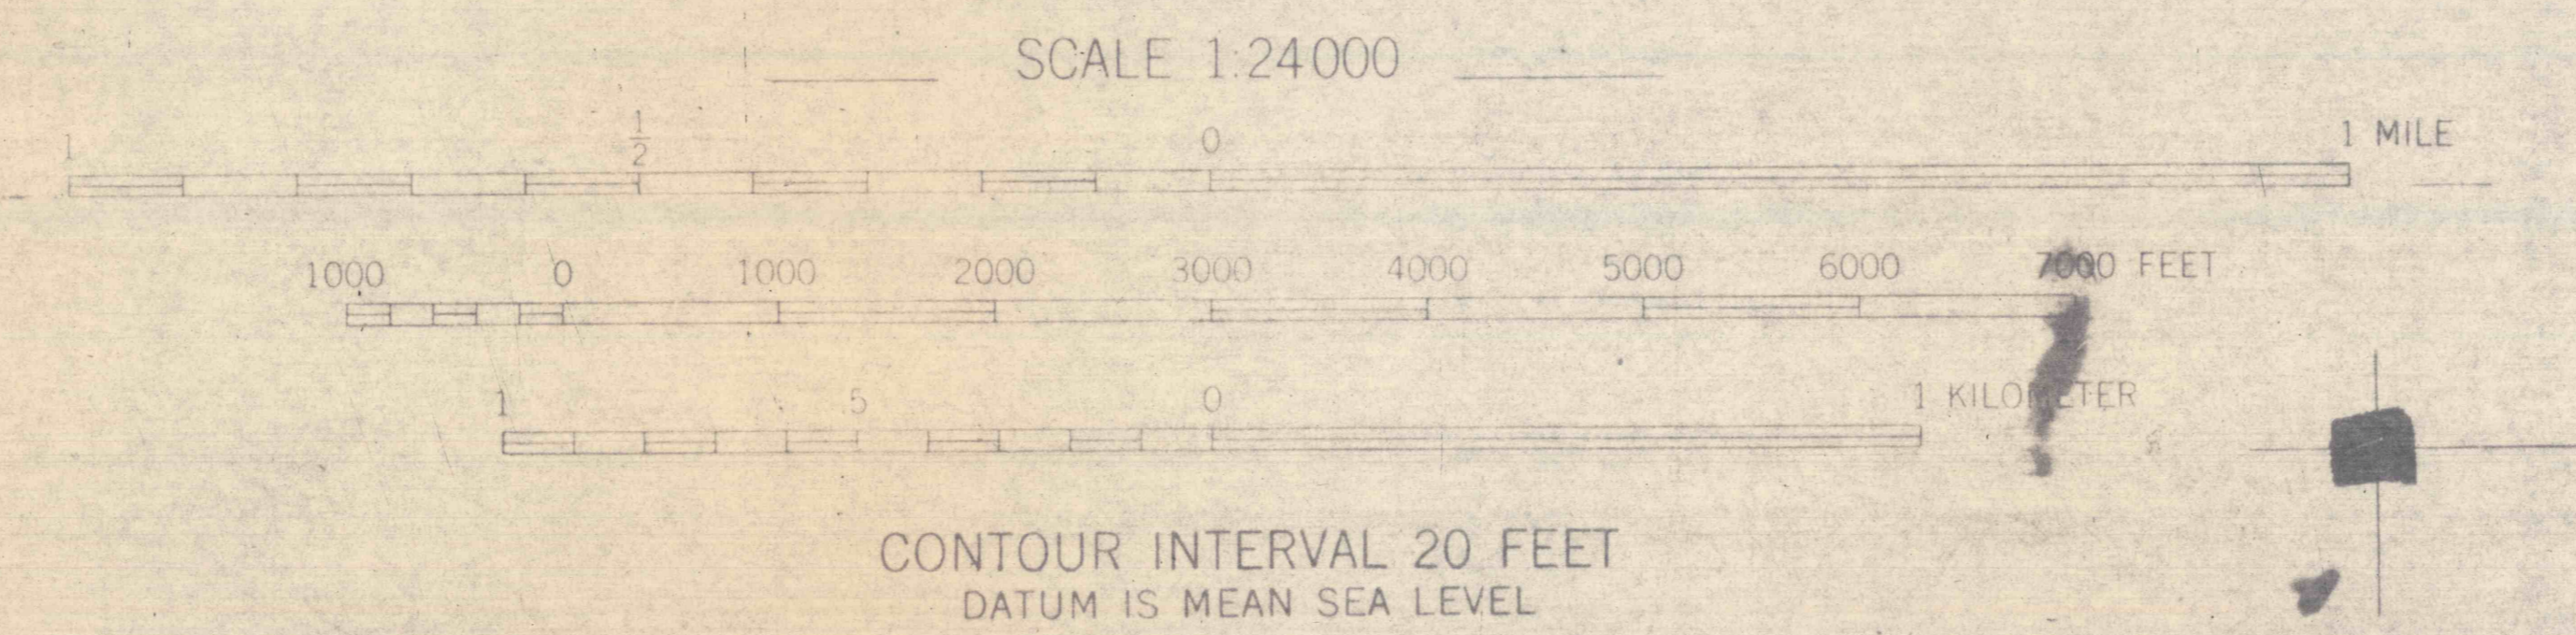 SCALE 1:24000
1 1/2 0 1 MILE
1000 0 1000 2000 3000 4000 5000 6000 7000 FEET
1 .5 0 1 KILOMETER
CONTOUR INTERVAL 20 FEET
DATUM IS MEAN SEA LEVEL